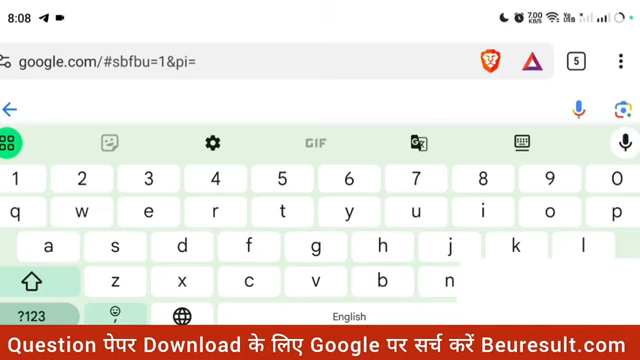 8:08
7.00 KB/S
google.com/#sbfbu=1&pi=
5
GIF
1 2 3 4 5 6 7 8 9 0
q w e r t y u i o p
a s d f g h j k l
z x c v b n
?123 , English
Question पेपर Download के लिए Google पर सर्च करें Beuresult.com